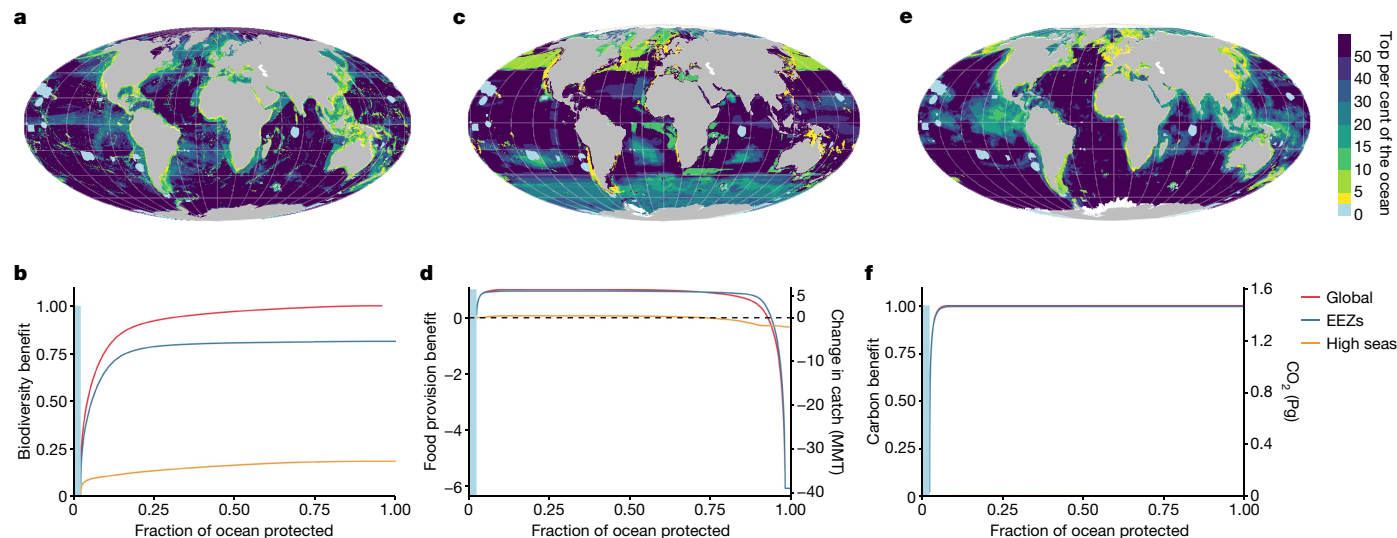 a
c
e
Top per cent of the ocean
50
40
30
20
15
10
5
0
b
Biodiversity benefit
1.00
0.75
0.50
0.25
0
0
0.25
0.50
0.75
1.00
Fraction of ocean protected
d
Food provision benefit
0
−2
−4
−6
0
0.25
0.50
0.75
1.00
Fraction of ocean protected
5
0
−10
−20
−30
−40
Change in catch (MMT)
f
Carbon benefit
1.00
0.75
0.50
0.25
0
0
0.25
0.50
0.75
1.00
Fraction of ocean protected
1.6
1.2
0.8
0.4
0
CO₂ (Pg)
Global
EEZs
High seas